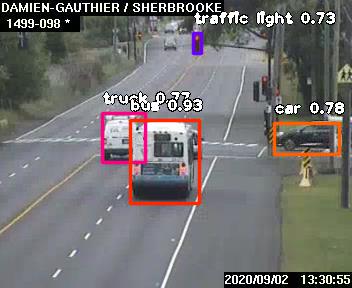 DAMIEN-GAUTHIER / SHERBROOKE
1499-098 *
traffic light 0.73
truck 0.77
bus 0.93
car 0.78
2020/09/02 13:30:55